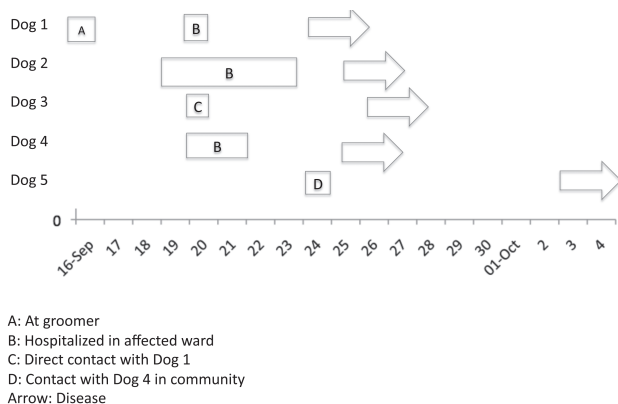 Dog 1
A
B
Dog 2
B
Dog 3
C
Dog 4
B
Dog 5
D
0
16-Sep 17 18 19 20 21 22 23 24 25 26 27 28 29 30 01-Oct 2 3 4
A: At groomer
B: Hospitalized in affected ward
C: Direct contact with Dog 1
D: Contact with Dog 4 in community
Arrow: Disease